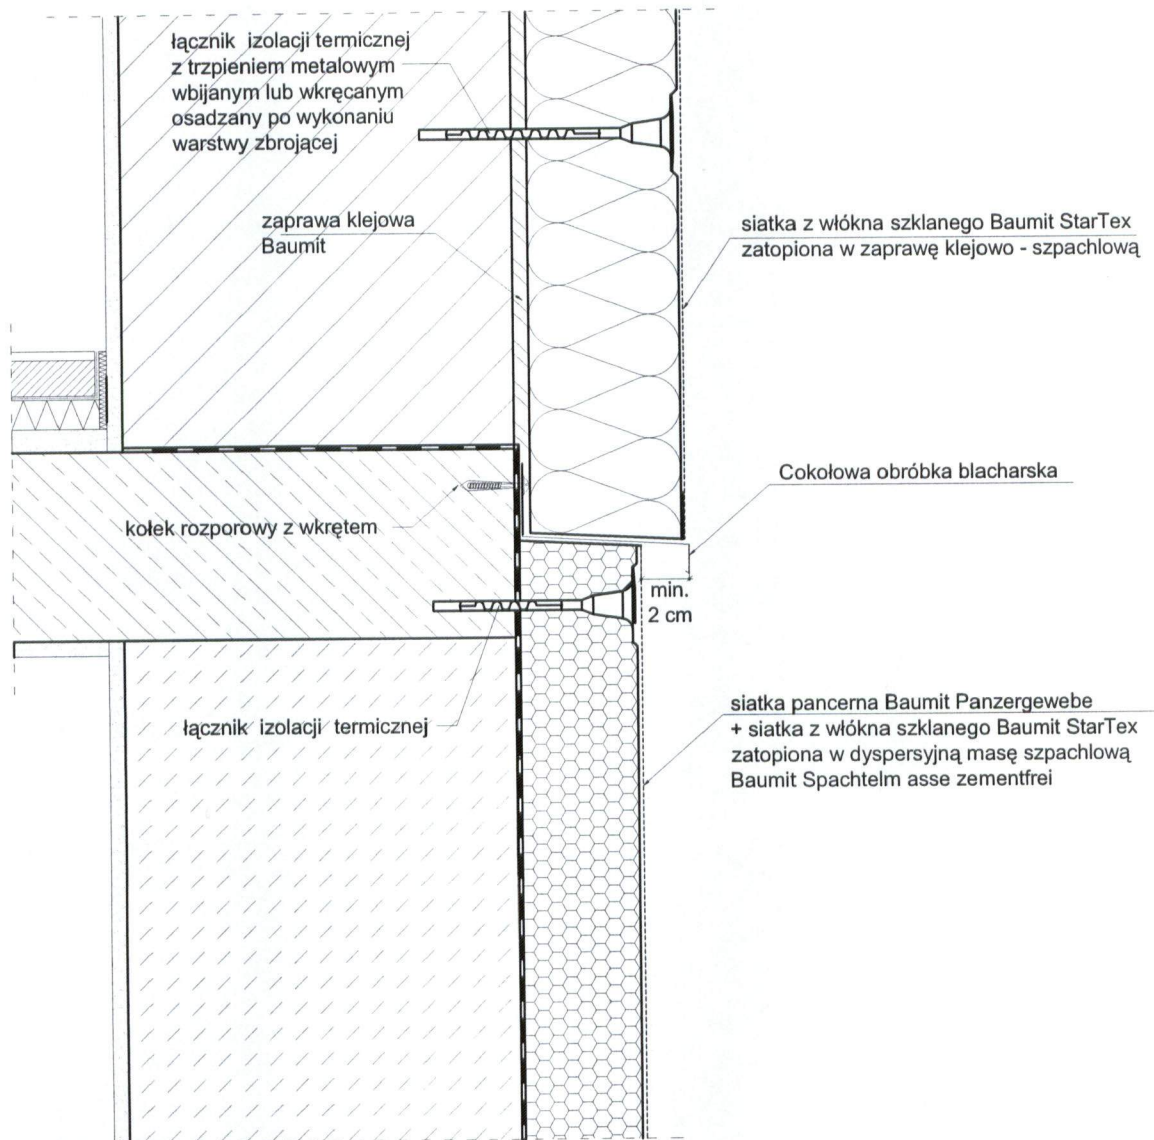 łącznik izolacji termicznej
z trzpieniem metalowym
wbijanym lub wkręcanym
osadzany po wykonaniu
warstwy zbrojącej
zaprawa klejowa
Baumit
siatka z włókna szklanego Baumit StarTex
zatopiona w zaprawę klejowo - szpachlową
Cokołowa obróbka blacharska
kołek rozporowy z wkrętem
min.
2 cm
siatka pancerna Baumit Panzergewebe
+ siatka z włókna szklanego Baumit StarTex
zatopiona w dyspersyjną masę szpachlową
Baumit Spachtelm asse zementfrei
łącznik izolacji termicznej